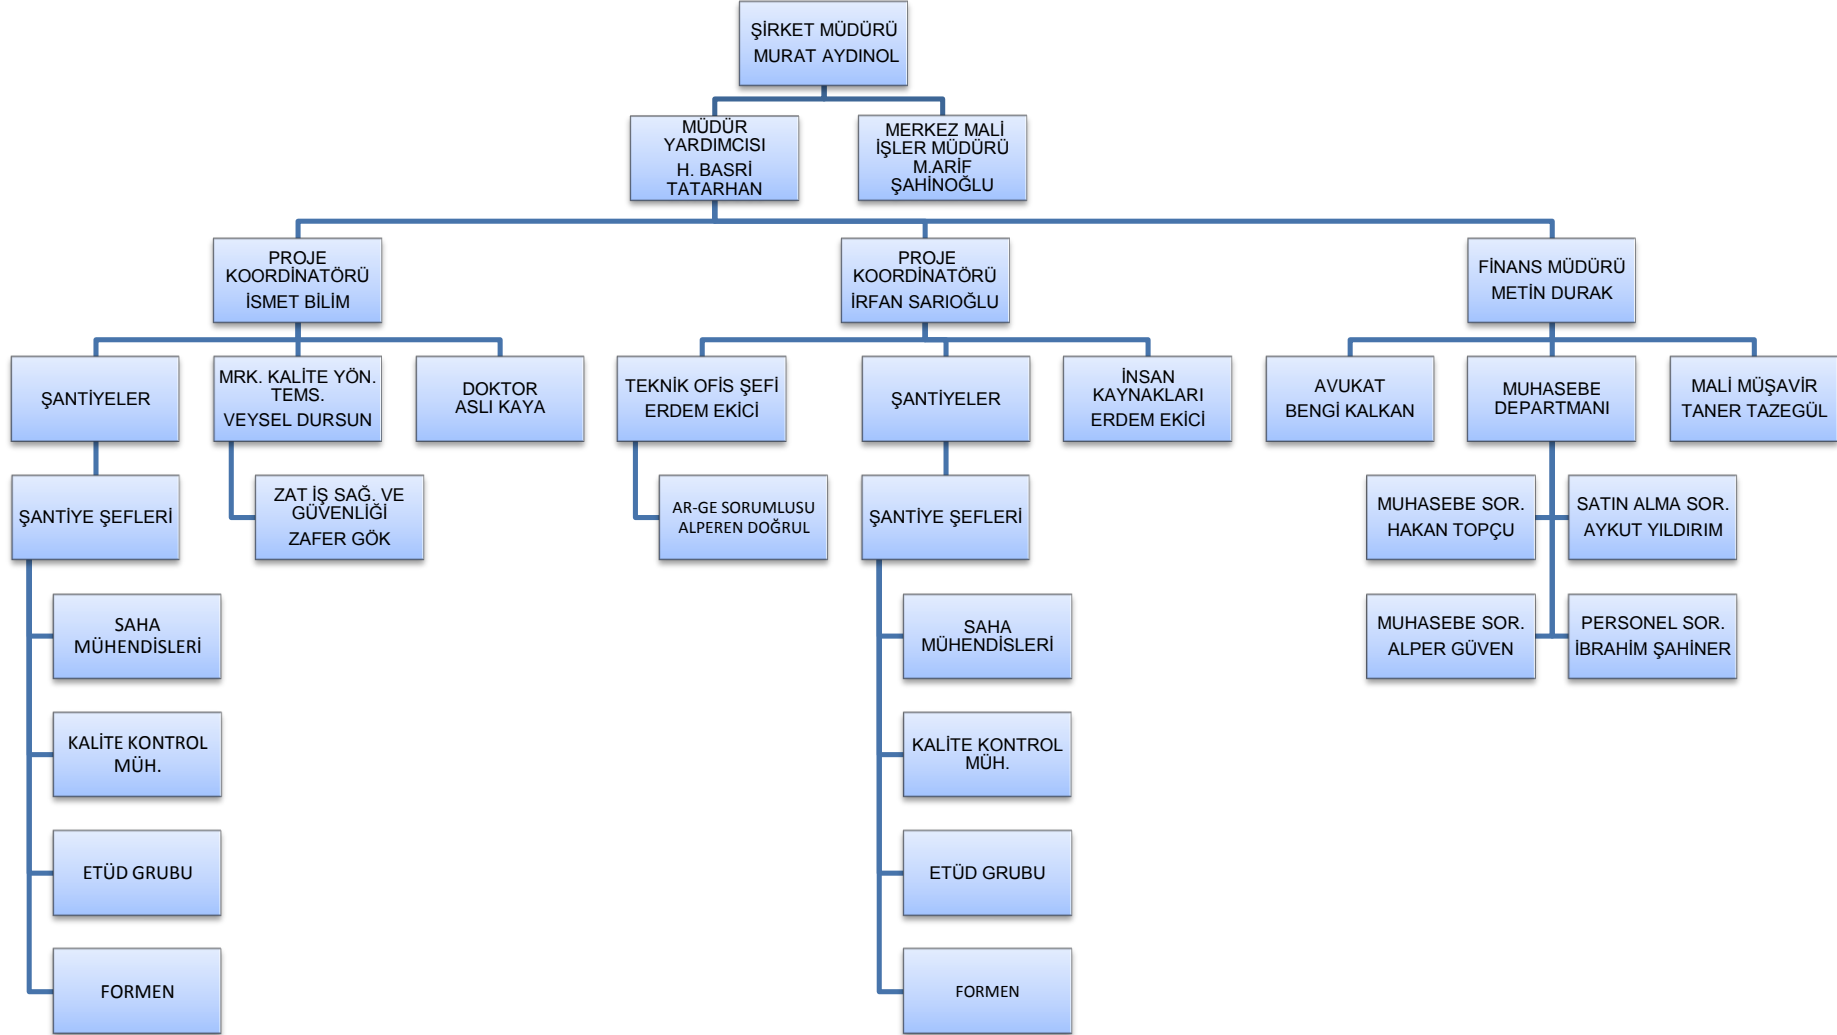 ŞİRKET MÜDÜRÜ
MURAT AYDINOL
MÜDÜR
YARDIMCISI
H. BASRİ
TATARHAN
MERKEZ MALİ
İŞLER MÜDÜRÜ
M.ARİF
ŞAHİNOĞLU
PROJE
KOORDİNATÖRÜ
İSMET BİLİM
PROJE
KOORDİNATÖRÜ
İRFAN SARIOĞLU
FİNANS MÜDÜRÜ
METİN DURAK
ŞANTİYELER
MRK. KALİTE YÖN.
TEMS.
VEYSEL DURSUN
DOKTOR
ASLI KAYA
TEKNİK OFİS ŞEFİ
ERDEM EKİCİ
ŞANTİYELER
İNSAN
KAYNAKLARI
ERDEM EKİCİ
AVUKAT
BENGİ KALKAN
MUHASEBE
DEPARTMANI
MALİ MÜŞAVİR
TANER TAZEGÜL
ŞANTİYE ŞEFLERİ
ZAT İŞ SAĞ. VE
GÜVENLİĞİ
ZAFER GÖK
AR-GE SORUMLUSU
ALPEREN DOĞRUL
ŞANTİYE ŞEFLERİ
MUHASEBE SOR.
HAKAN TOPÇU
SATIN ALMA SOR.
AYKUT YILDIRIM
SAHA
MÜHENDİSLERİ
SAHA
MÜHENDİSLERİ
MUHASEBE SOR.
ALPER GÜVEN
PERSONEL SOR.
İBRAHİM ŞAHİNER
KALİTE KONTROL
MÜH.
KALİTE KONTROL
MÜH.
ETÜD GRUBU
ETÜD GRUBU
FORMEN
FORMEN